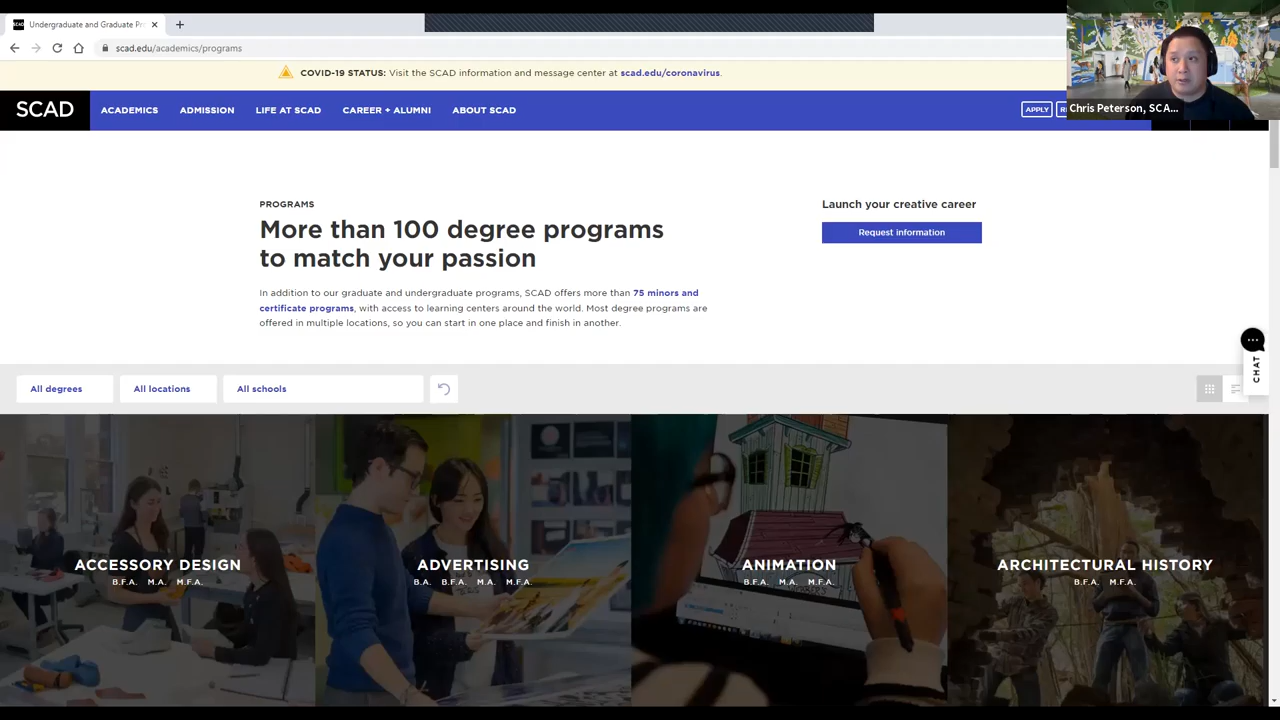 SCAD
Undergraduate and Graduate Pr
scad.edu/academics/programs
COVID-19 STATUS: Visit the SCAD information and message center at scad.edu/coronavirus.
SCAD
ACADEMICS
ADMISSION
LIFE AT SCAD
CAREER + ALUMNI
ABOUT SCAD
APPLY
Chris Peterson, SCA...
PROGRAMS
More than 100 degree programs
to match your passion
In addition to our graduate and undergraduate programs, SCAD offers more than 75 minors and
certificate programs, with access to learning centers around the world. Most degree programs are
offered in multiple locations, so you can start in one place and finish in another.
Launch your creative career
Request information
CHAT
All degrees
All locations
All schools
ACCESSORY DESIGN
B.F.A. M.A. M.F.A.
ADVERTISING
B.A. B.F.A. M.A. M.F.A.
ANIMATION
B.F.A. M.A. M.F.A.
ARCHITECTURAL HISTORY
B.F.A. M.F.A.